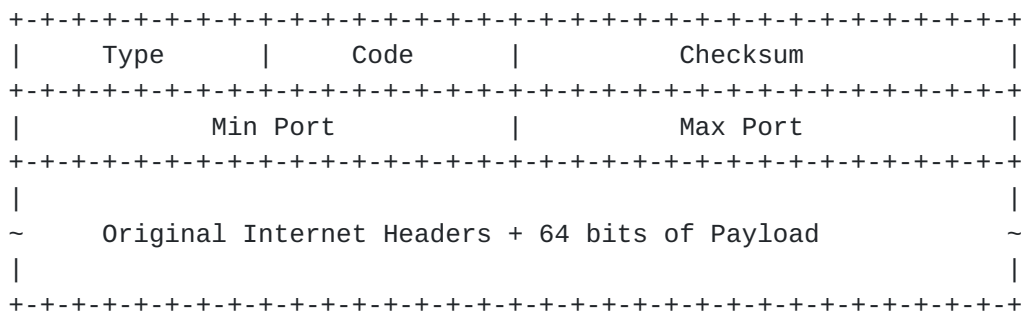 +-+-+-+-+-+-+-+-+-+-+-+-+-+-+-+-+-+-+-+-+-+-+-+-+-+-+-+-+-+-+-+-+
|     Type      |     Code      |          Checksum             |
+-+-+-+-+-+-+-+-+-+-+-+-+-+-+-+-+-+-+-+-+-+-+-+-+-+-+-+-+-+-+-+-+
|            Min Port           |          Max Port             |
+-+-+-+-+-+-+-+-+-+-+-+-+-+-+-+-+-+-+-+-+-+-+-+-+-+-+-+-+-+-+-+-+
|                                                               |
~     Original Internet Headers + 64 bits of Payload            ~
|                                                               |
+-+-+-+-+-+-+-+-+-+-+-+-+-+-+-+-+-+-+-+-+-+-+-+-+-+-+-+-+-+-+-+-+